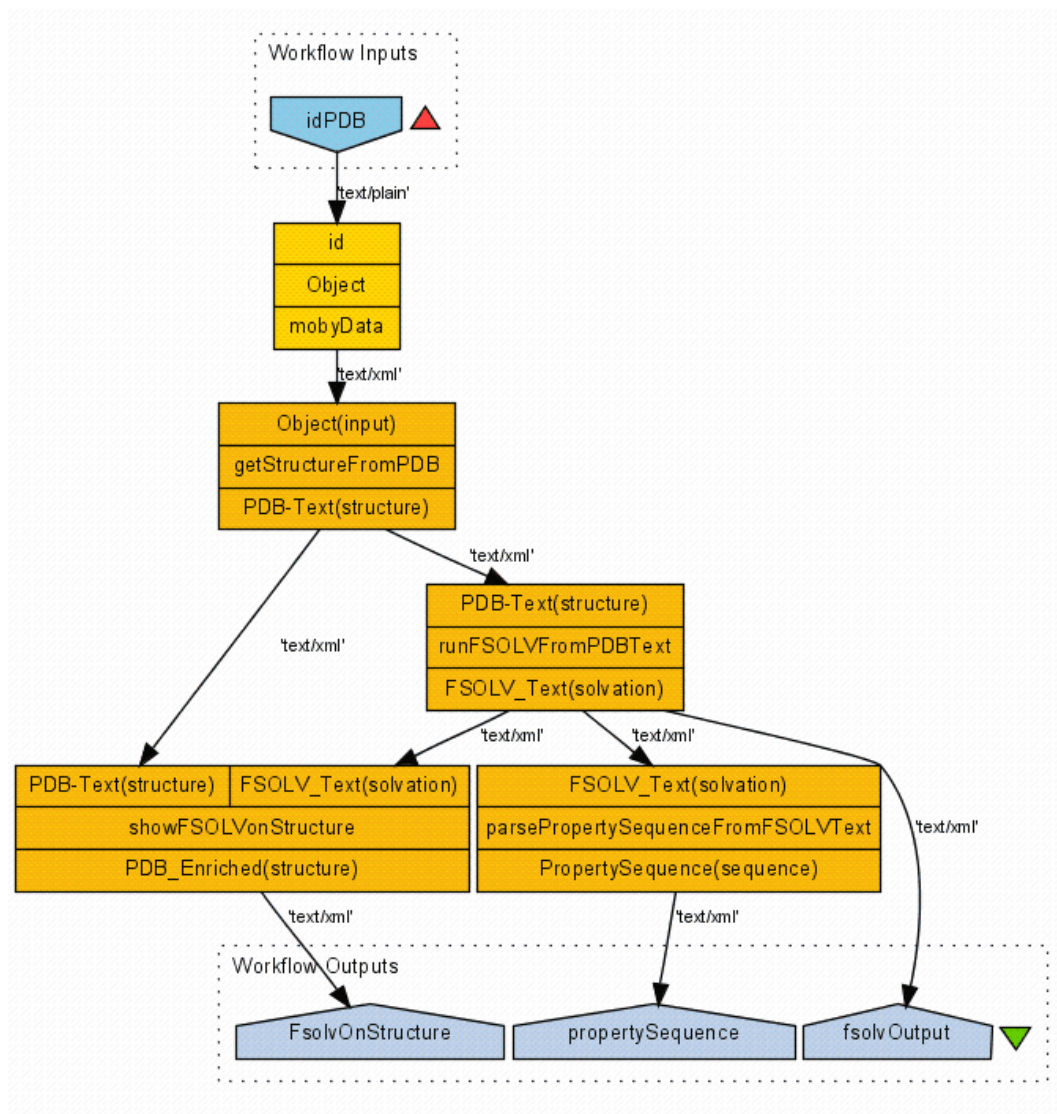 Workflow Inputs
idPDB
'text/plain'
id
Object
mobyData
'text/xml'
Object(input)
getStructureFromPDB
PDB-Text(structure)
'text/xml'
'text/xml'
PDB-Text(structure)
runFSOLVFromPDBText
FSOLV_Text(solvation)
'text/xml'
'text/xml'
'text/xml'
PDB-Text(structure)
FSOLV_Text(solvation)
showFSOLVonStructure
PDB_Enriched(structure)
FSOLV_Text(solvation)
parsePropertySequenceFromFSOLVText
PropertySequence(sequence)
'text/xml'
'text/xml'
Workflow Outputs
FsolvOnStructure
propertySequence
fsolvOutput